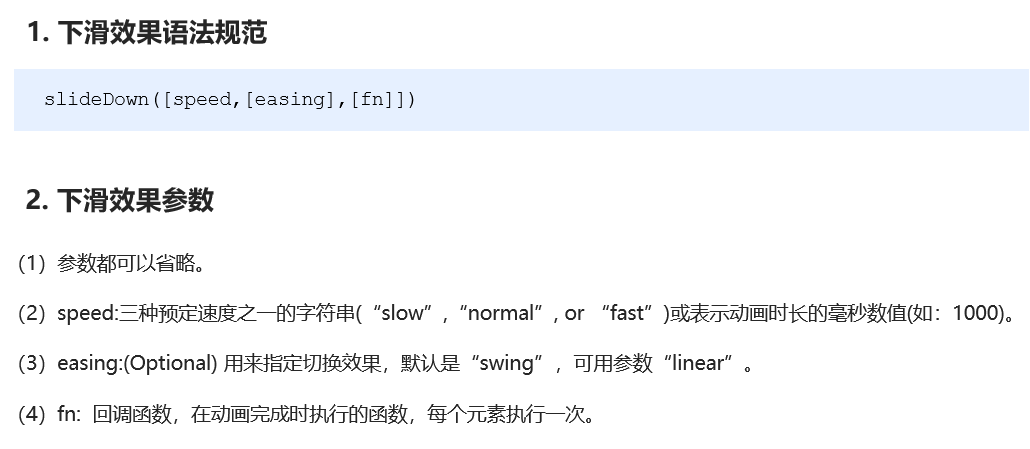 1. 下滑效果语法规范
slideDown([speed,[easing],[fn]])
2. 下滑效果参数
（1）参数都可以省略。
（2）speed:三种预定速度之一的字符串(“slow”,“normal”, or “fast”)或表示动画时长的毫秒数值(如：1000)。
（3）easing:(Optional) 用来指定切换效果，默认是“swing”，可用参数“linear”。
（4）fn: 回调函数，在动画完成时执行的函数，每个元素执行一次。